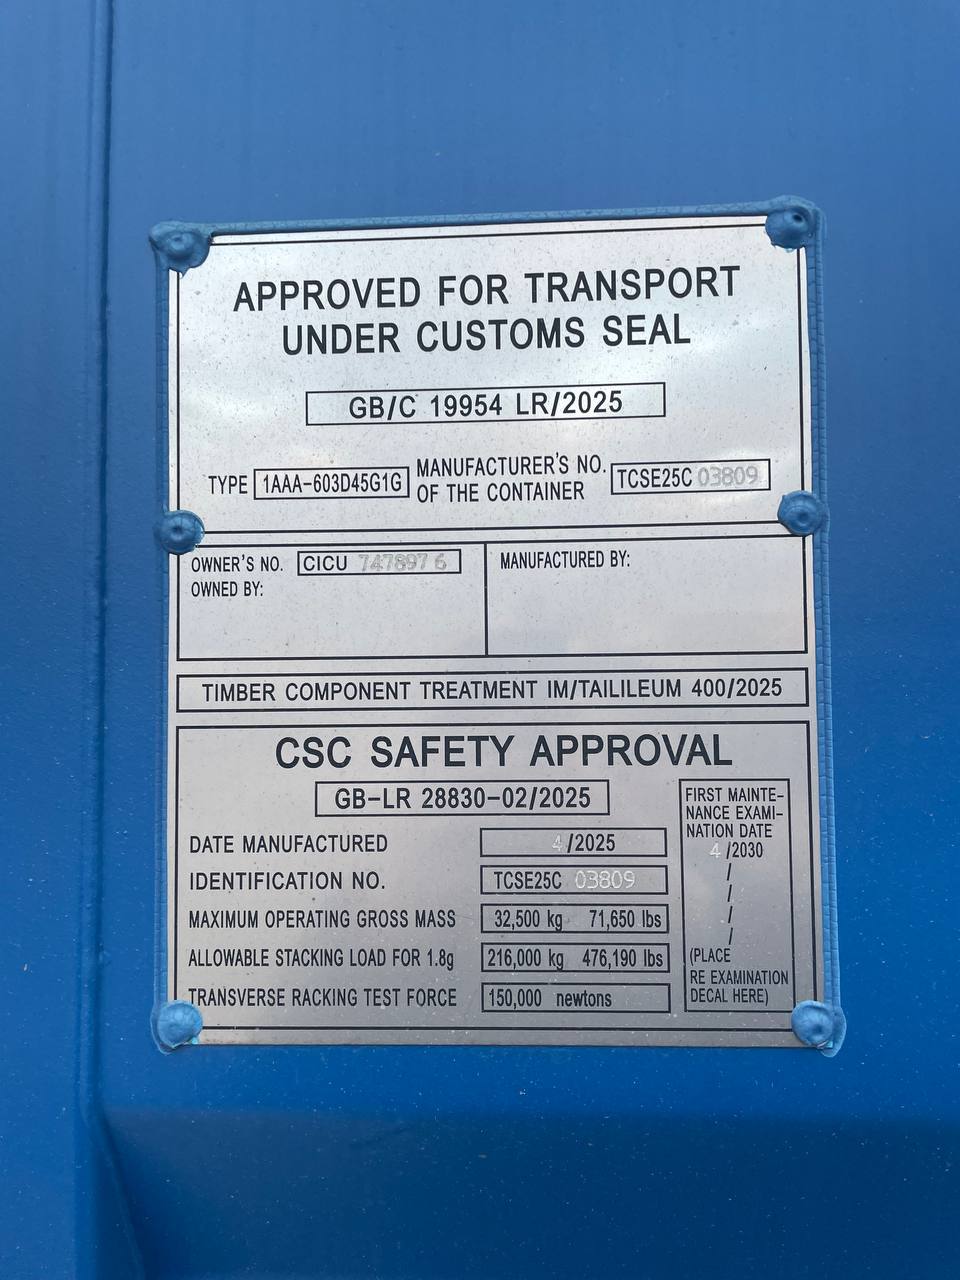 APPROVED FOR TRANSPORT
UNDER CUSTOMS SEAL
GB/C 19954 LR/2025
TYPE 1AAA-603D45G1G MANUFACTURER'S NO. OF THE CONTAINER TCSE25C 03809
OWNER'S NO. CICU 747897 6
OWNED BY:
MANUFACTURED BY:
TIMBER COMPONENT TREATMENT IM/TAILILEUM 400/2025
CSC SAFETY APPROVAL
GB-LR 28830-02/2025
DATE MANUFACTURED 4/2025
IDENTIFICATION NO. TCSE25C 03809
MAXIMUM OPERATING GROSS MASS 32,500 kg 71,650 lbs
ALLOWABLE STACKING LOAD FOR 1.8g 216,000 kg 476,190 lbs
TRANSVERSE RACKING TEST FORCE 150,000 newtons
FIRST MAINTE-
NANCE EXAMI-
NATION DATE
4 /2030
/
/
/
/
(PLACE
RE EXAMINATION
DECAL HERE)